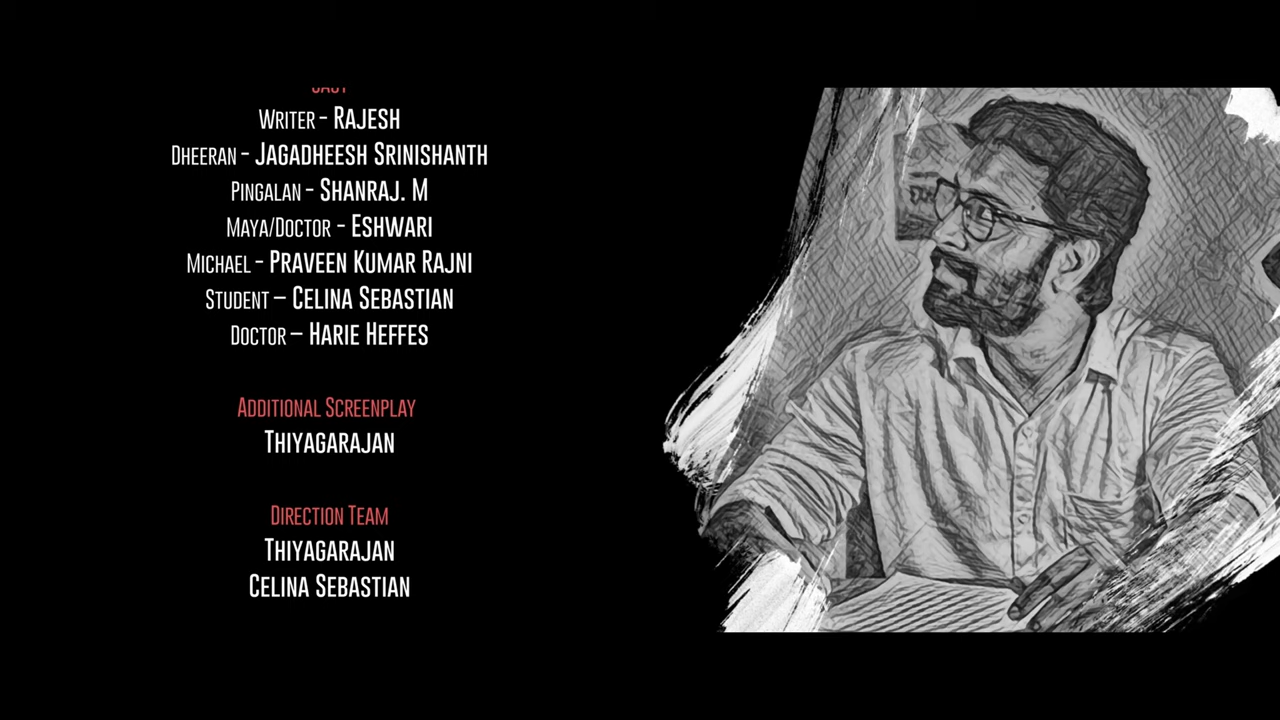 CAST
WRITER - RAJESH
DHEERAN - JAGADHEESH SRINISHANTH
PINGALAN - SHANRAJ. M
MAYA/DOCTOR - ESHWARI
MICHAEL - PRAVEEN KUMAR RAJNI
STUDENT – CELINA SEBASTIAN
DOCTOR – HARIE HEFFES
ADDITIONAL SCREENPLAY
THIYAGARAJAN
DIRECTION TEAM
THIYAGARAJAN
CELINA SEBASTIAN